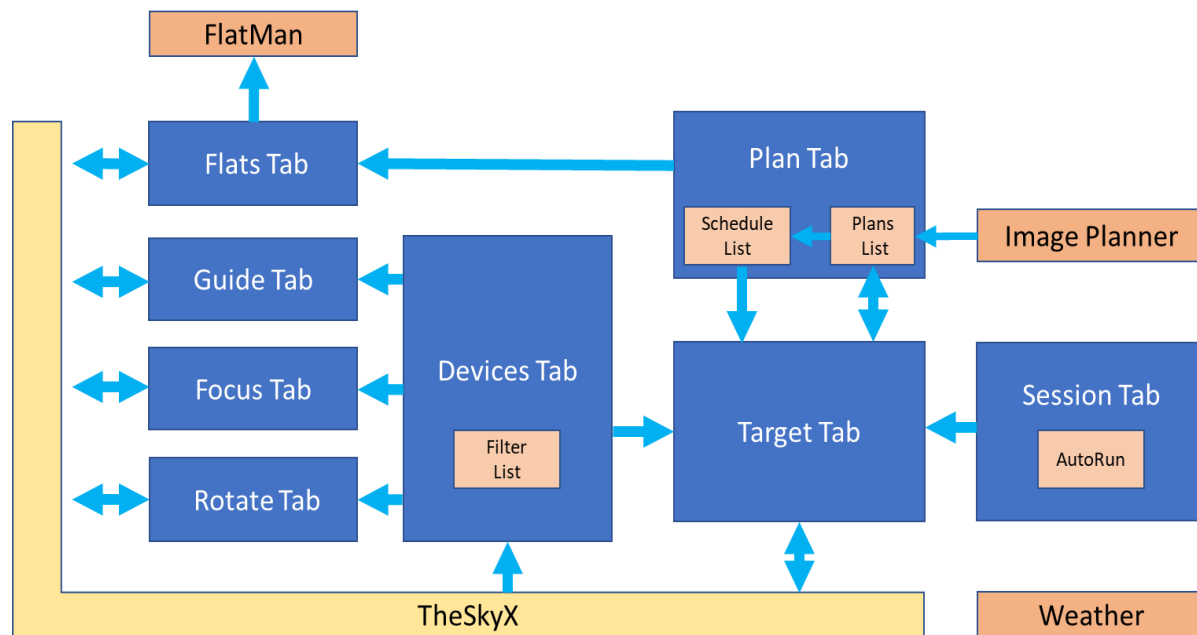 FlatMan
Flats Tab
Plan Tab
Schedule
List
Plans
List
Image Planner
Guide Tab
Focus Tab
Devices Tab
Filter
List
Rotate Tab
Target Tab
Session Tab
AutoRun
TheSkyX
Weather